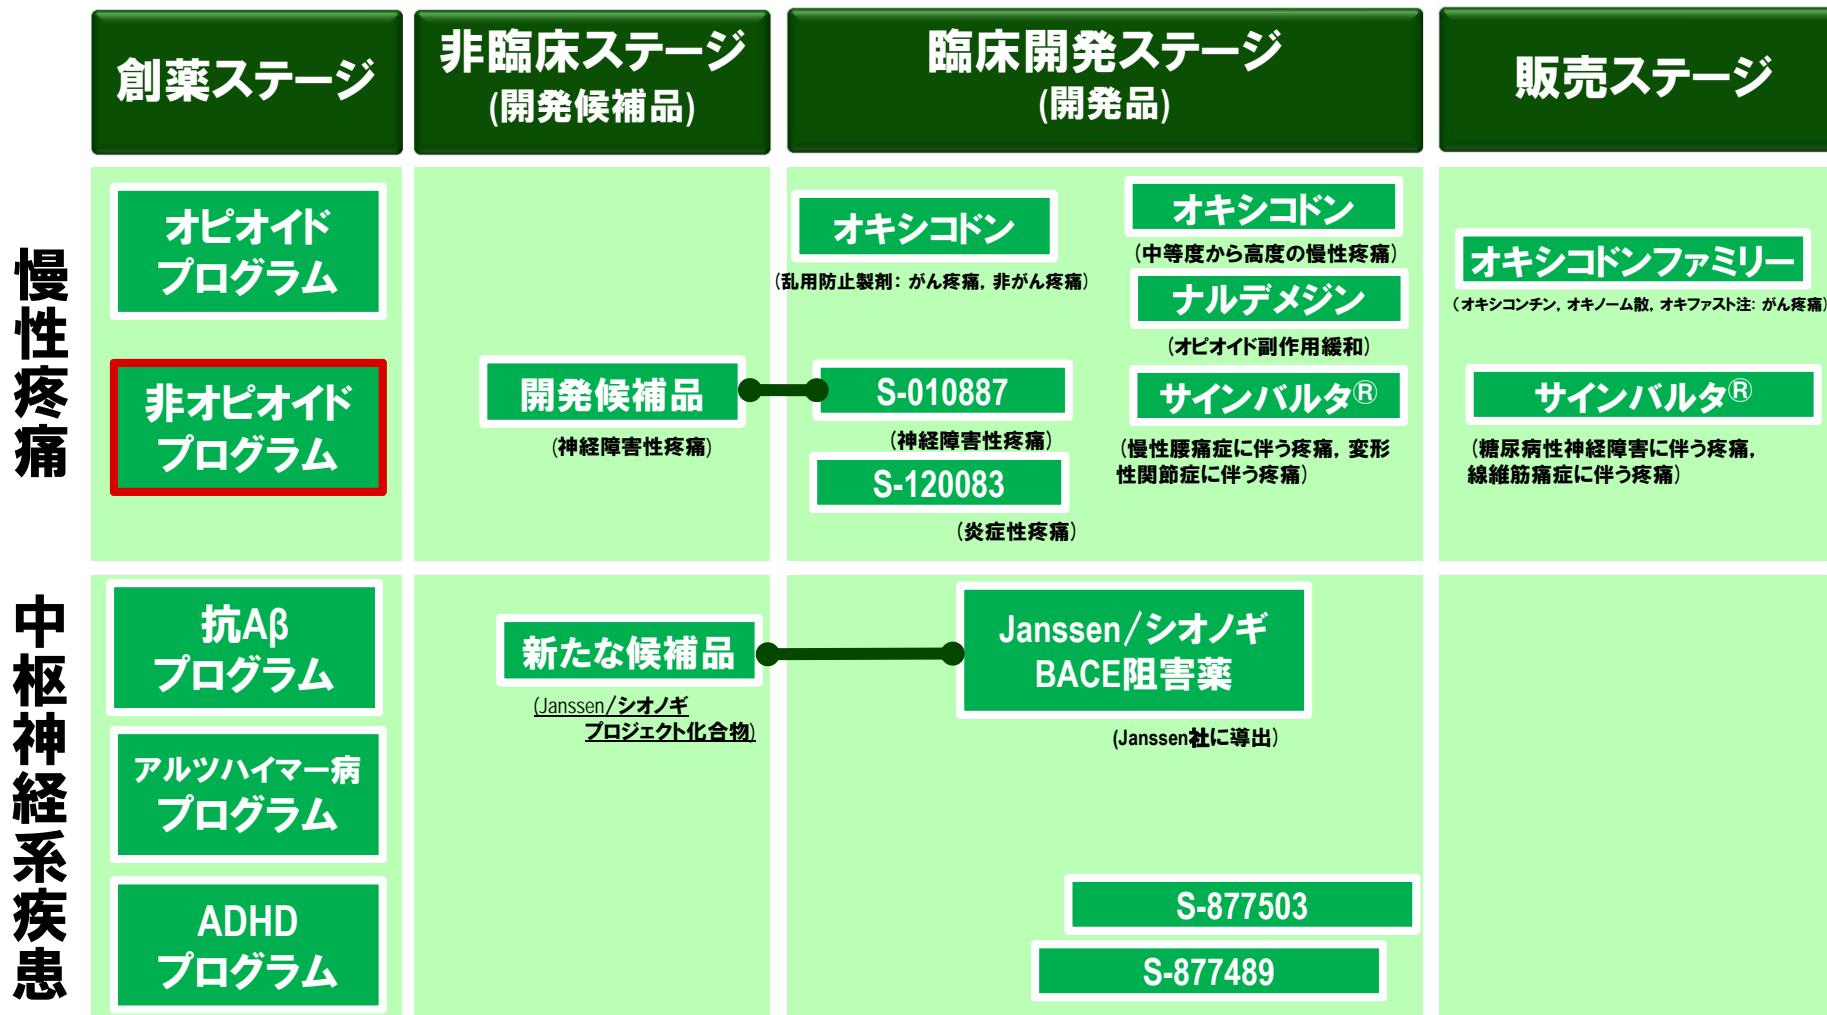 創薬ステージ
非臨床ステージ
(開発候補品)
臨床開発ステージ
(開発品)
販売ステージ
慢性疼痛
オピオイド
プログラム
非オピオイド
プログラム
開発候補品
(神経障害性疼痛)
オキシコドン
(乱用防止製剤: がん疼痛, 非がん疼痛)
S-010887
(神経障害性疼痛)
S-120083
(炎症性疼痛)
オキシコドン
(中等度から高度の慢性疼痛)
ナルデメジン
(オピオイド副作用緩和)
サインバルタ®
(慢性腰痛症に伴う疼痛, 変形
性関節症に伴う疼痛)
オキシコドンファミリー
(オキシコンチン, オキノーム散, オキファスト注: がん疼痛)
サインバルタ®
(糖尿病性神経障害に伴う疼痛,
線維筋痛症に伴う疼痛)
中枢神経系疾患
抗Aβ
プログラム
アルツハイマー病
プログラム
ADHD
プログラム
新たな候補品
(Janssen/シオノギ
プロジェクト化合物)
Janssen/シオノギ
BACE阻害薬
(Janssen社に導出)
S-877503
S-877489